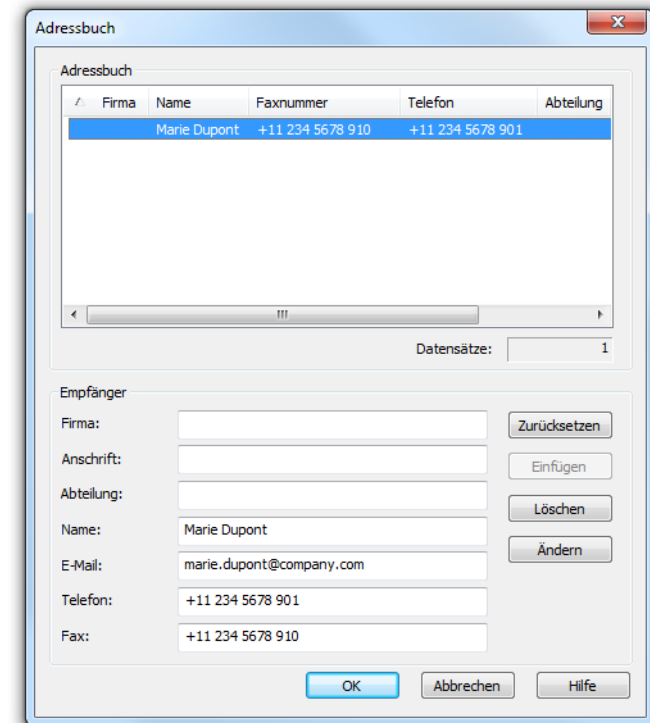 Adressbuch
Adressbuch
Firma Name Faxnummer Telefon Abteilung
Marie Dupont +11 234 5678 910 +11 234 5678 901
Datensätze: 1
Empfänger
Firma:
Zurücksetzen
Anschrift:
Einfügen
Abteilung:
Löschen
Name: Marie Dupont
Ändern
E-Mail: marie.dupont@company.com
Telefon: +11 234 5678 901
Fax: +11 234 5678 910
OK Abbrechen Hilfe